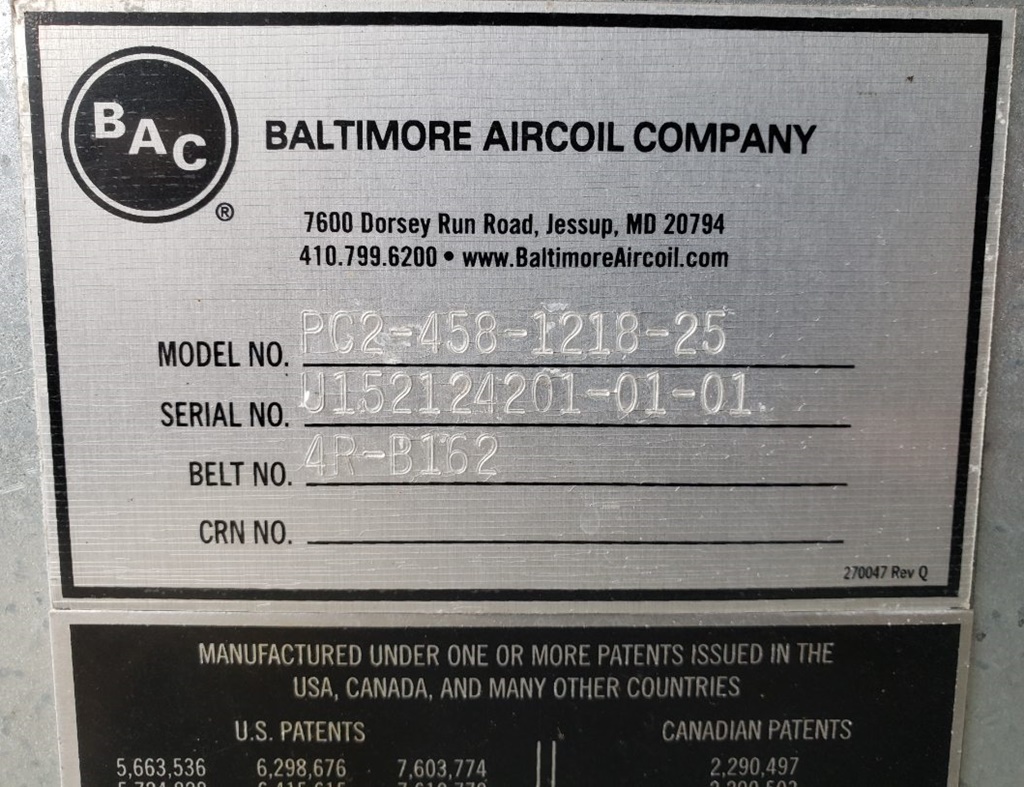 BAC
®
BALTIMORE AIRCOIL COMPANY
7600 Dorsey Run Road, Jessup, MD 20794
410.799.6200 • www.BaltimoreAircoil.com
MODEL NO. PC2-458-1218-25
SERIAL NO. U152124201-01-01
BELT NO. 4R-B162
CRN NO.
270047 Rev Q
MANUFACTURED UNDER ONE OR MORE PATENTS ISSUED IN THE
USA, CANADA, AND MANY OTHER COUNTRIES
U.S. PATENTS CANADIAN PATENTS
5,663,536 6,298,676 7,603,774 2,290,497